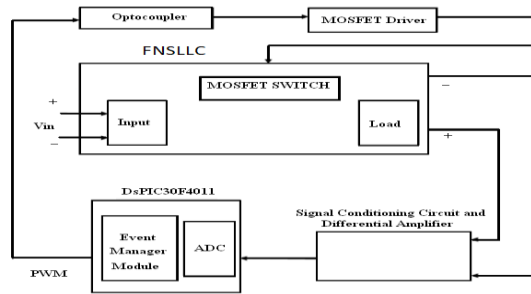 Optocoupler
MOSFET Driver
FNSLLC
MOSFET SWITCH
+
Vin
−
Input
Load
−
+
DsPIC30F4011
Event
Manager
Module
ADC
PWM
Signal Conditioning Circuit and
Differential Amplifier